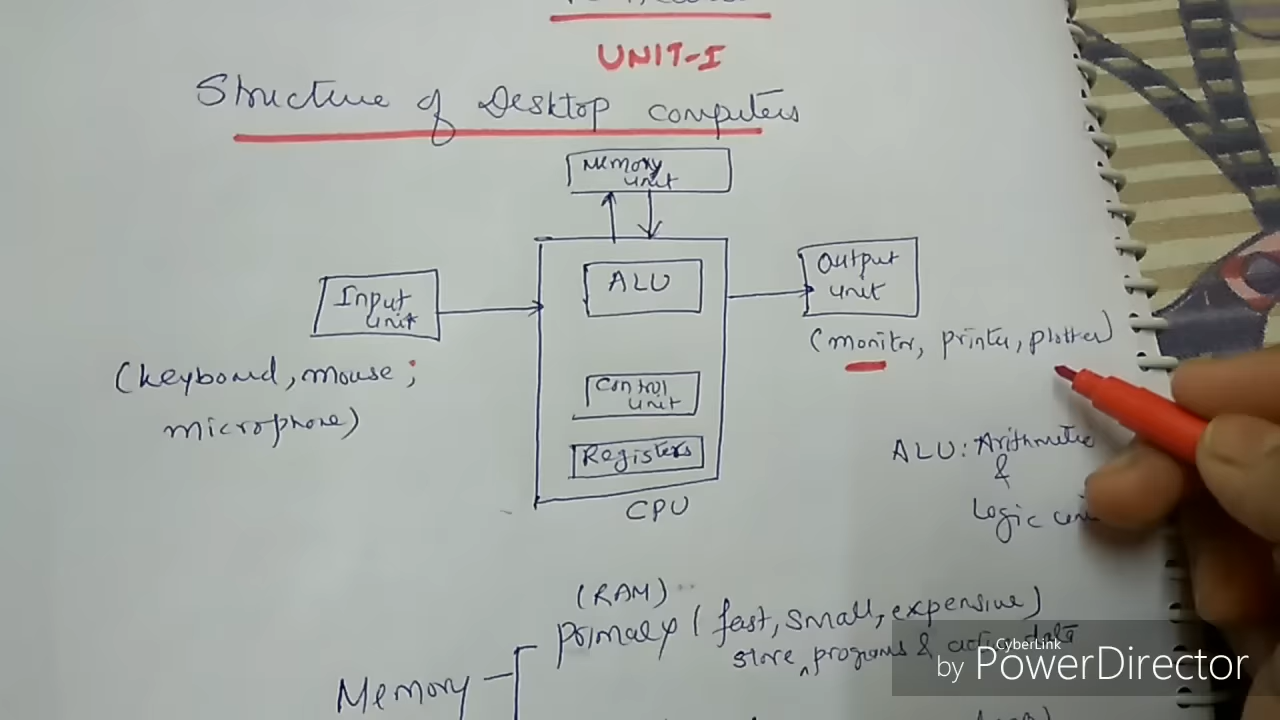 UNIT-I
Structure of Desktop computers
Memory
unit
ALU
Input
unit
Output
unit
(monitor, printer, plotter)
(keyboard, mouse,
microphone)
Control
unit
Registers
CPU
ALU: Arithmetic
&
Logic
(RAM)
primary (fast, small, expensive)
store programs &
Memory
CyberLink
by PowerDirector